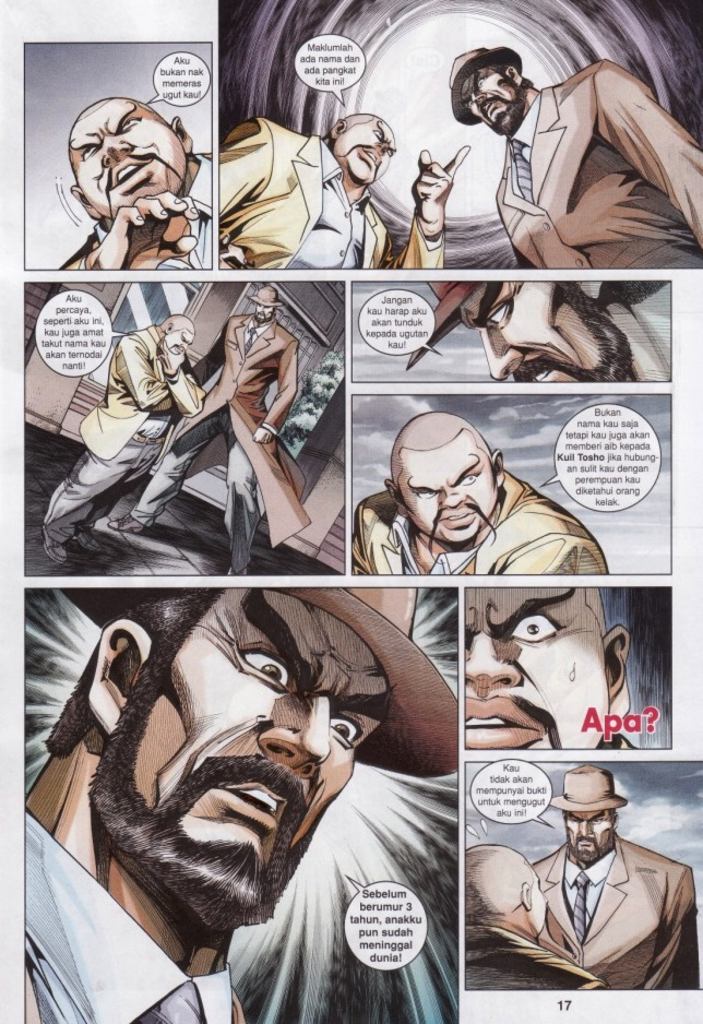 Aku
bukan nak
memeras
ugut kau!
Maklumlah
ada nama dan
ada pangkat
kita ini!
Aku
percaya,
seperti aku ini,
kau juga amat
takut nama kau
akan ternodai
nanti!
Jangan
kau harap aku
akan tunduk
kepada ugutan
kau!
Bukan
nama kau saja
tetapi kau juga akan
memberi aib kepada
Kuil Tosho jika hubung-
an sulit kau dengan
perempuan kau
diketahui orang
kelak.
Sebelum
berumur 3
tahun, anakku
pun sudah
meninggal
dunia!
Apa?
Kau
tidak akan
mempunyai bukti
untuk mengugut
aku ini!
17